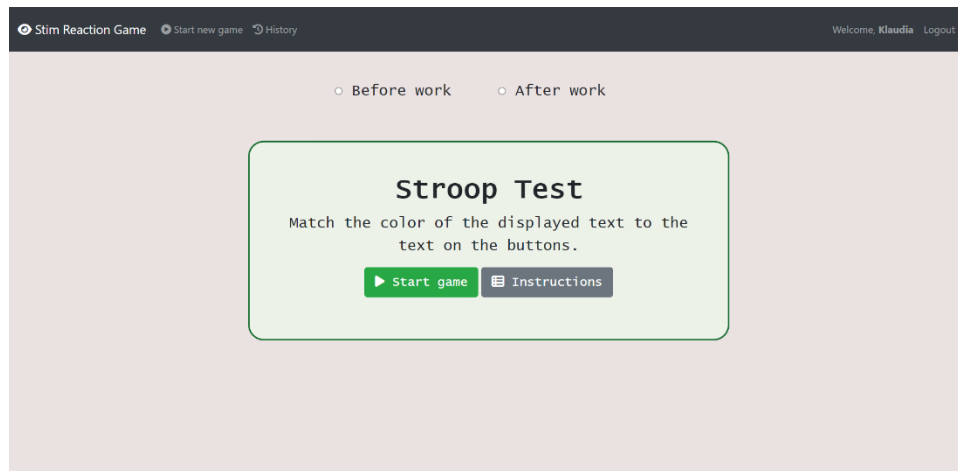 Stim Reaction Game Start new game History Welcome, Klaudia Logout
Before work After work
Stroop Test
Match the color of the displayed text to the
text on the buttons.
Start game Instructions